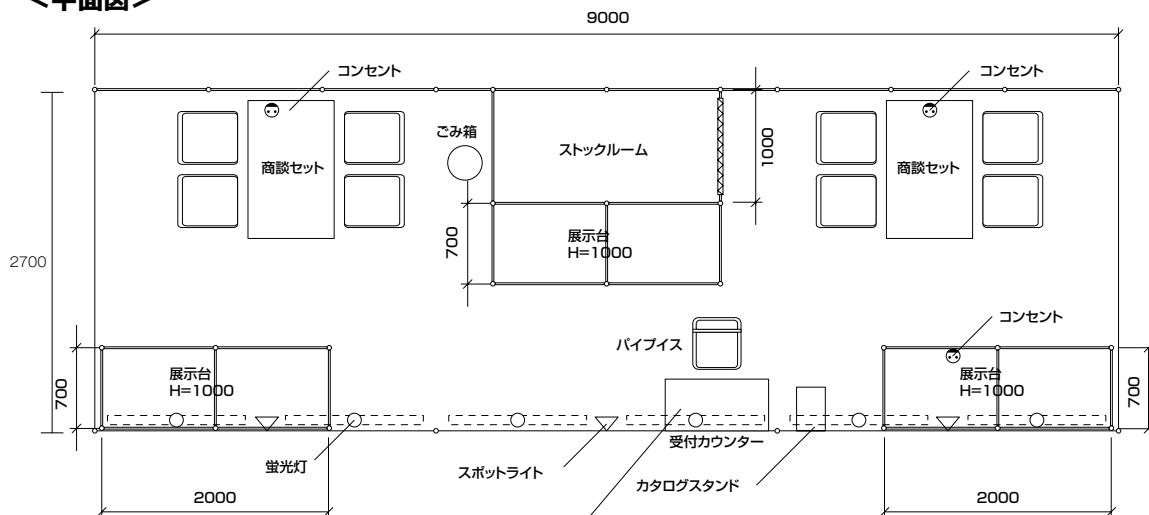 <平面図>
9000
コンセント
コンセント
ごみ箱
ストックルーム
商談セット
商談セット
1000
700
展示台
H=1000
2700
コンセント
パイプイス
展示台
H=1000
展示台
H=1000
700
700
受付カウンター
蛍光灯
スポットライト
カタログスタンド
2000
2000